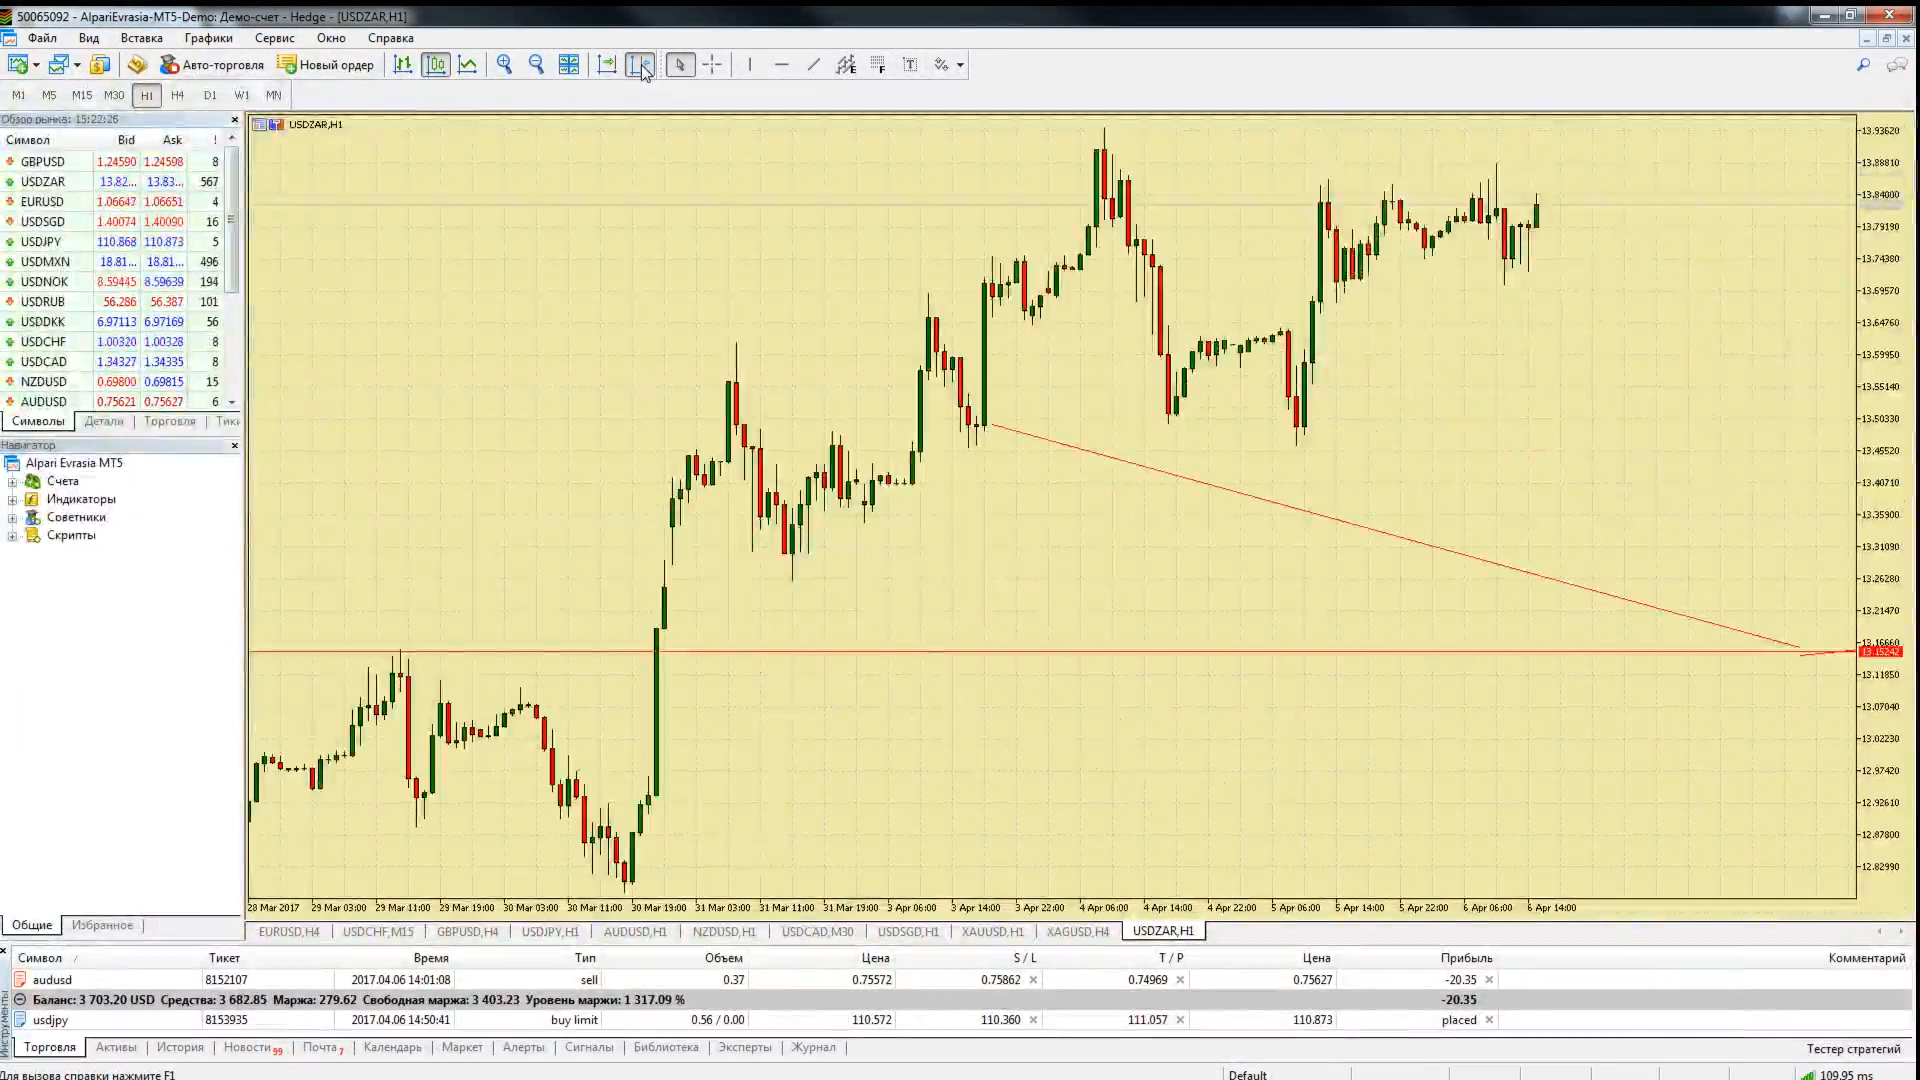 50065092 - AlpariEvrasia-MT5-Demo: Демо-счет - Hedge - [USDZAR,H1]
Файл Вид Вставка Графики Сервис Окно Справка
Авто-торговля Новый ордер
M1 M5 M15 M30 H1 H4 D1 W1 MN
Обзор рынка: 15:22:26
Символ Bid Ask !
GBPUSD 1.24590 1.24598 8
USDZAR 13.82... 13.83... 567
EURUSD 1.06647 1.06651 4
USDSGD 1.40074 1.40090 16
USDJPY 110.868 110.873 5
USDMXN 18.81... 18.81... 496
USDNOK 8.59445 8.59639 194
USDRUB 56.286 56.387 101
USDDKK 6.97113 6.97169 56
USDCHF 1.00320 1.00328 8
USDCAD 1.34327 1.34335 8
NZDUSD 0.69800 0.69815 15
AUDUSD 0.75621 0.75627 6
Символы Детали Торговля Тики
Навигатор
Alpari Evrasia MT5
Счета
Индикаторы
Советники
Скрипты
Общие Избранное
USDZAR,H1
13.93620
13.88810
13.84000
13.79190
13.74380
13.69570
13.64760
13.59950
13.55140
13.50330
13.45520
13.40710
13.35900
13.31090
13.26280
13.21470
13.16660
13.15242
13.11850
13.07040
13.02230
12.97420
12.92610
12.87800
12.82990
28 Mar 2017 29 Mar 03:00 29 Mar 11:00 29 Mar 19:00 30 Mar 03:00 30 Mar 11:00 30 Mar 19:00 31 Mar 03:00 31 Mar 11:00 31 Mar 19:00 3 Apr 06:00 3 Apr 14:00 3 Apr 22:00 4 Apr 06:00 4 Apr 14:00 4 Apr 22:00 5 Apr 06:00 5 Apr 14:00 5 Apr 22:00 6 Apr 06:00 6 Apr 14:00
EURUSD,H4 USDCHF,M15 GBPUSD,H4 USDJPY,H1 AUDUSD,H1 NZDUSD,H1 USDCAD,M30 USDSGD,H1 XAUUSD,H1 XAGUSD,H4 USDZAR,H1
Символ / Тикет Время Тип Объем Цена S / L T / P Цена Прибыль Комментарий
audusd 8152107 2017.04.06 14:01:08 sell 0.37 0.75572 0.75862 0.74969 0.75627 -20.35
Баланс: 3 703.20 USD Средства: 3 682.85 Маржа: 279.62 Свободная маржа: 3 403.23 Уровень маржи: 1 317.09 % -20.35
usdjpy 8153935 2017.04.06 14:50:41 buy limit 0.56 / 0.00 110.572 110.360 111.057 110.873 placed
Инструменты
Торговля Активы История Новости 99 Почта 7 Календарь Маркет Алерты Сигналы Библиотека Эксперты Журнал Тестер стратегий
Для вызова справки нажмите F1 Default 109.95 ms